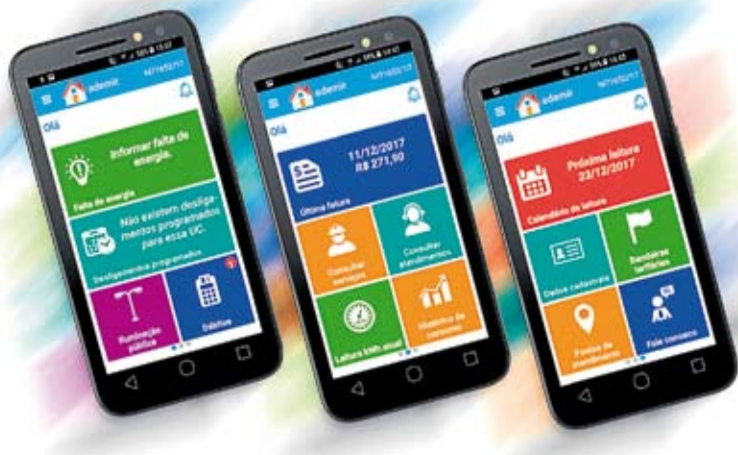 ademir
Olá
Informar falta de
energia.
Falta de energia
Não existem desliga-
mentos programados
para essa UC.
Desligamentos programados
Iluminação
pública
Débitos
ademir
Olá
11/12/2017
R$ 271,90
Última fatura
Consultar
serviços
Consultar
atendimentos
Leitura kWh atual
Histórico de
consumo
ademir
Olá
Próxima leitura
23/12/2017
Calendário de leitura
Dados cadastrais
Bandeiras
tarifárias
Postos de
atendimento
Fale conosco